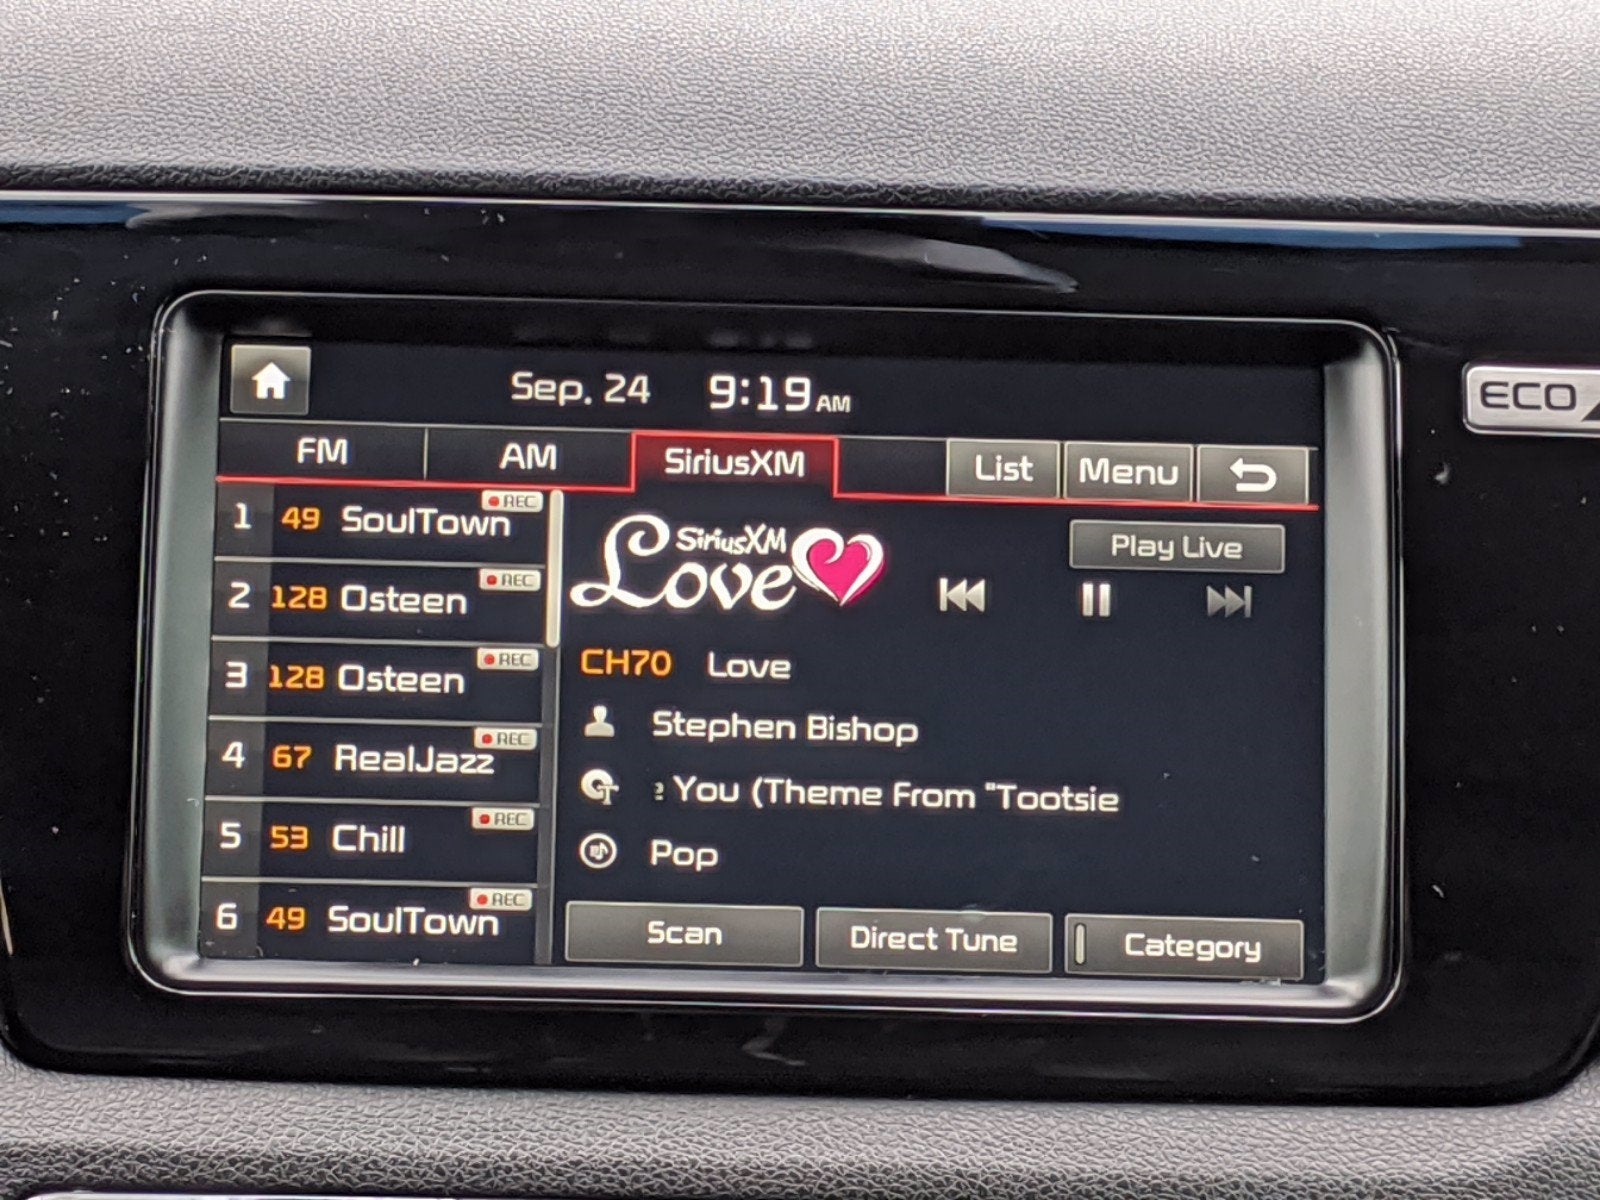 Sep. 24 9:19 AM
ECO
FM AM SiriusXM List Menu
1 49 SoulTown REC
2 128 Osteen REC
3 128 Osteen REC
4 67 RealJazz REC
5 53 Chill REC
6 49 SoulTown REC
SiriusXM
Love
Play Live
CH70 Love
Stephen Bishop
You (Theme From "Tootsie
Pop
Scan Direct Tune Category